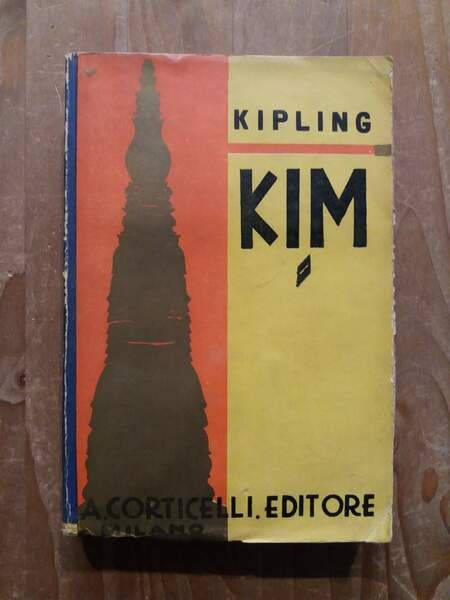 KIPLING
KIM
A. CORTICELLI. EDITORE
MILANO